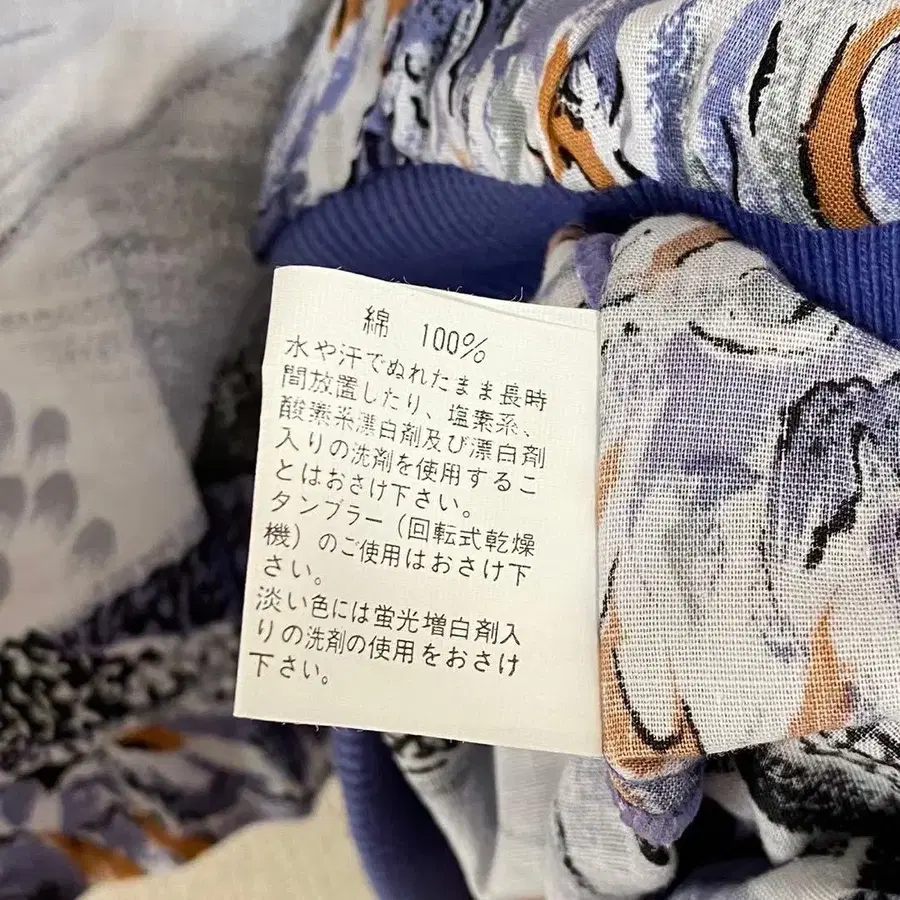 綿 100%
水や汗でぬれたまま長時
間放置したり、塩素系、
酸素系漂白剤及び漂白剤
入りの洗剤を使用するこ
とはおさけ下さい。
タンブラー(回転式乾燥
機)のご使用はおさけ下
さい。
淡い色には蛍光増白剤入
りの洗剤の使用をおさけ
下さい。